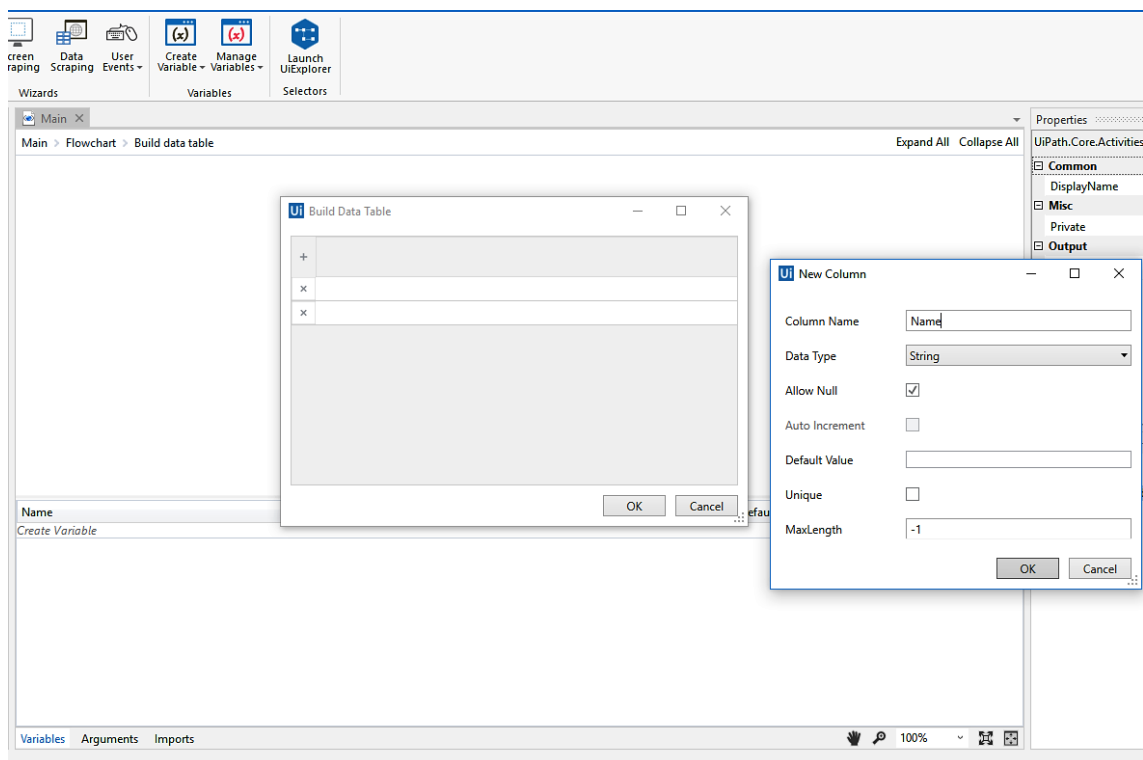 creen Data User Create Manage Launch
raping Scraping Events Variable Variables UiExplorer
Wizards Variables Selectors
Main
Main > Flowchart > Build data table Expand All Collapse All
Properties
UiPath.Core.Activities
Common
DisplayName
Misc
Private
Output
Ui Build Data Table
+
×
×
OK Cancel
Ui New Column
Column Name Name
Data Type String
Allow Null
Auto Increment
Default Value
Unique
MaxLength -1
OK Cancel
Name efau
Create Variable
Variables Arguments Imports 100%